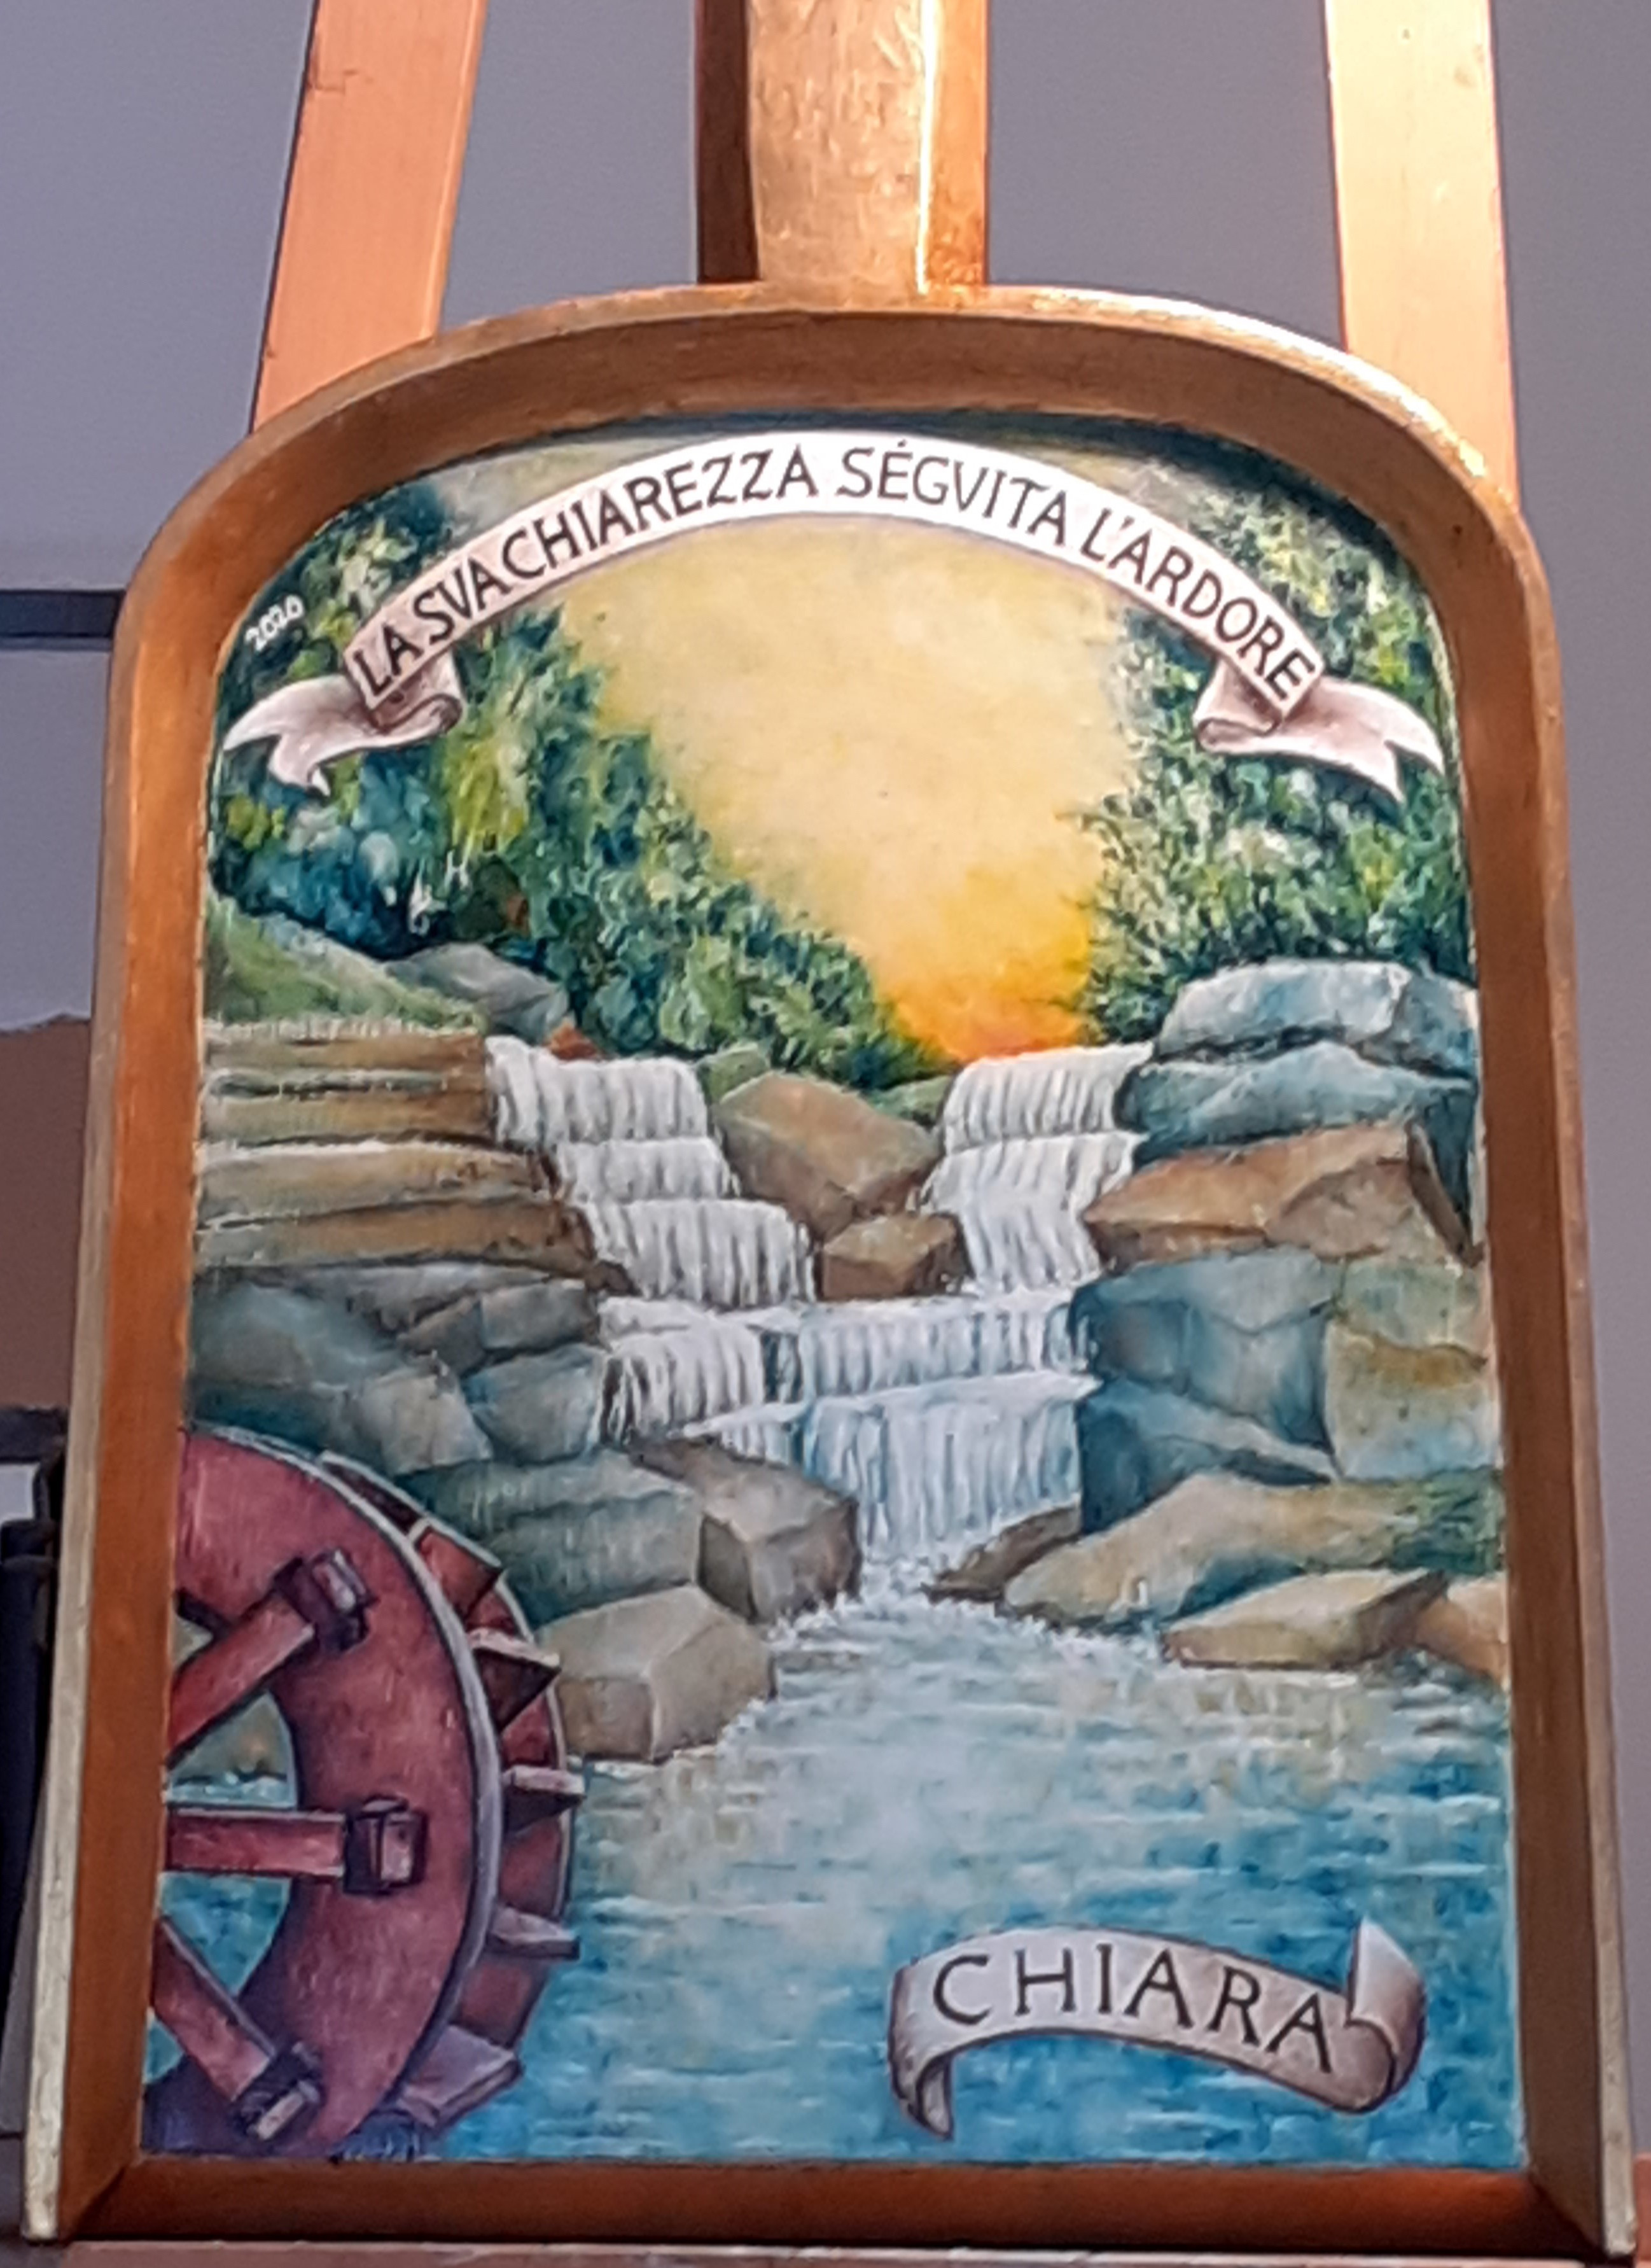 LA SVA CHIAREZZA SÉGVITA L'ARDORE
2020
CHIARA